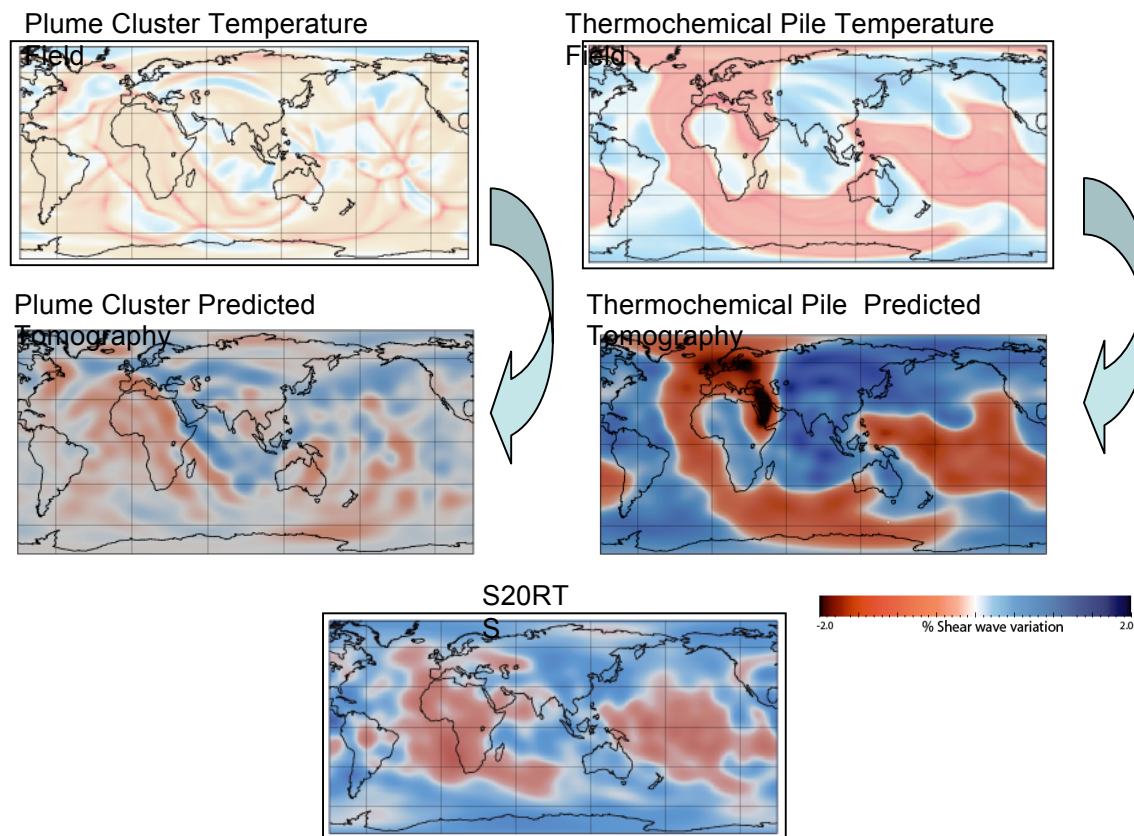 Plume Cluster Temperature
Field
Thermochemical Pile Temperature
Field
Plume Cluster Predicted
Tomography
Thermochemical Pile  Predicted
Tomography
S20RT
S
-2.0
% Shear wave variation
2.0